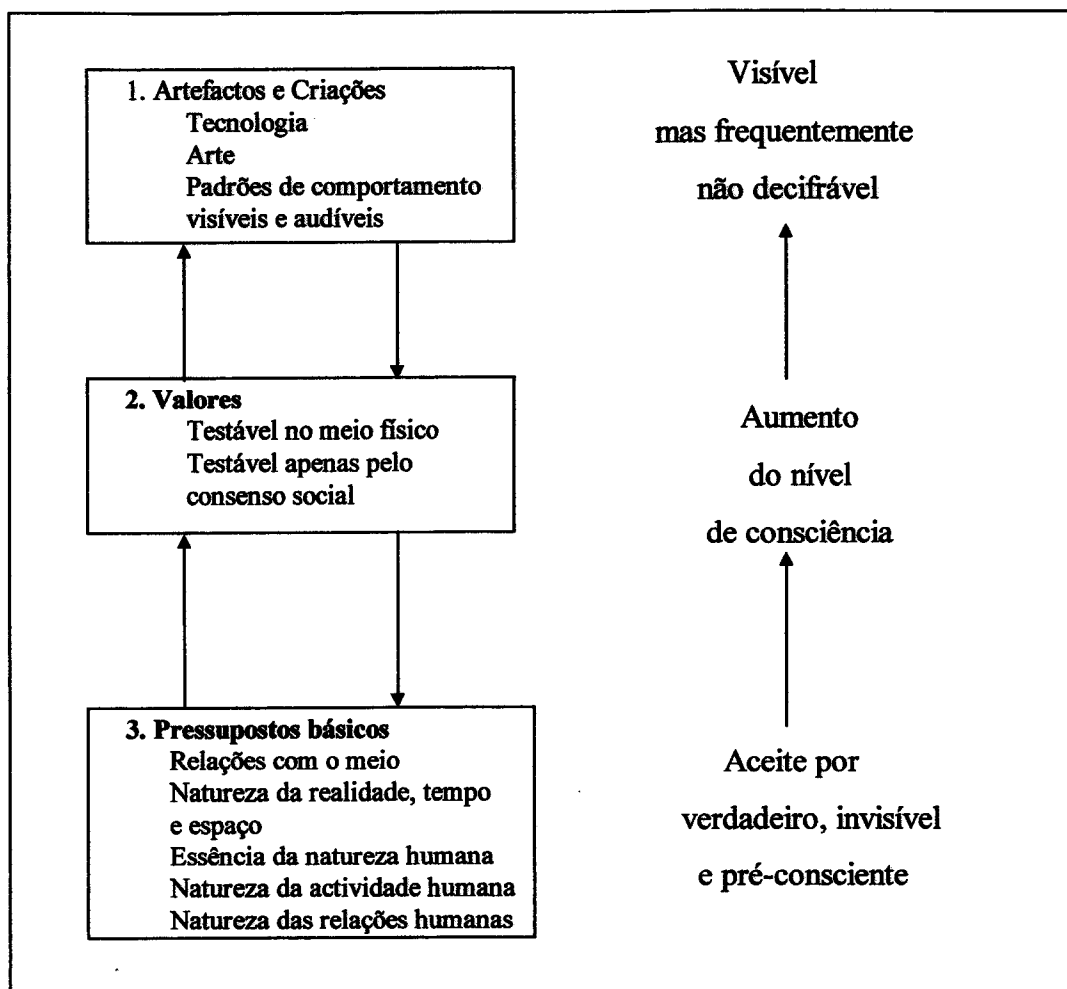 1. Artefactos e Criações
Tecnologia
Arte
Padrões de comportamento
visíveis e audíveis
Visível
mas frequentemente
não decifrável
2. Valores
Testável no meio físico
Testável apenas pelo
consenso social
Aumento
do nível
de consciência
3. Pressupostos básicos
Relações com o meio
Natureza da realidade, tempo
e espaço
Essência da natureza humana
Natureza da actividade humana
Natureza das relações humanas
Aceite por
verdadeiro, invisível
e pré-consciente